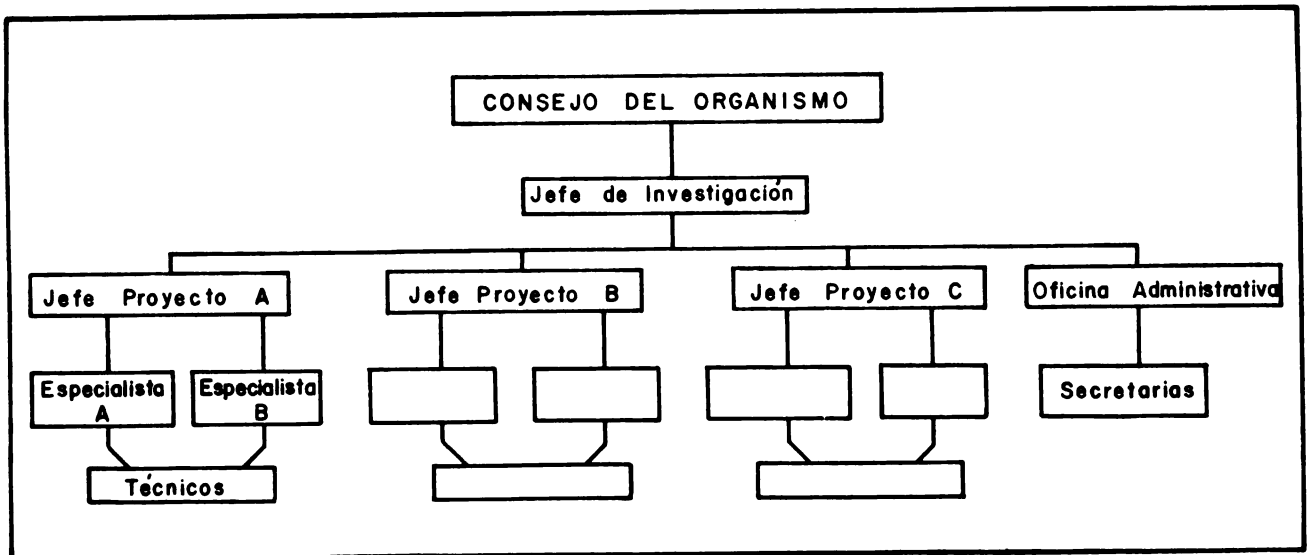 CONSEJO DEL ORGANISMO
Jefe de Investigación
Jefe Proyecto A
Jefe Proyecto B
Jefe Proyecto C
Oficina Administrativa
Especialista
A
Especialista
B
Secretarias
Técnicos